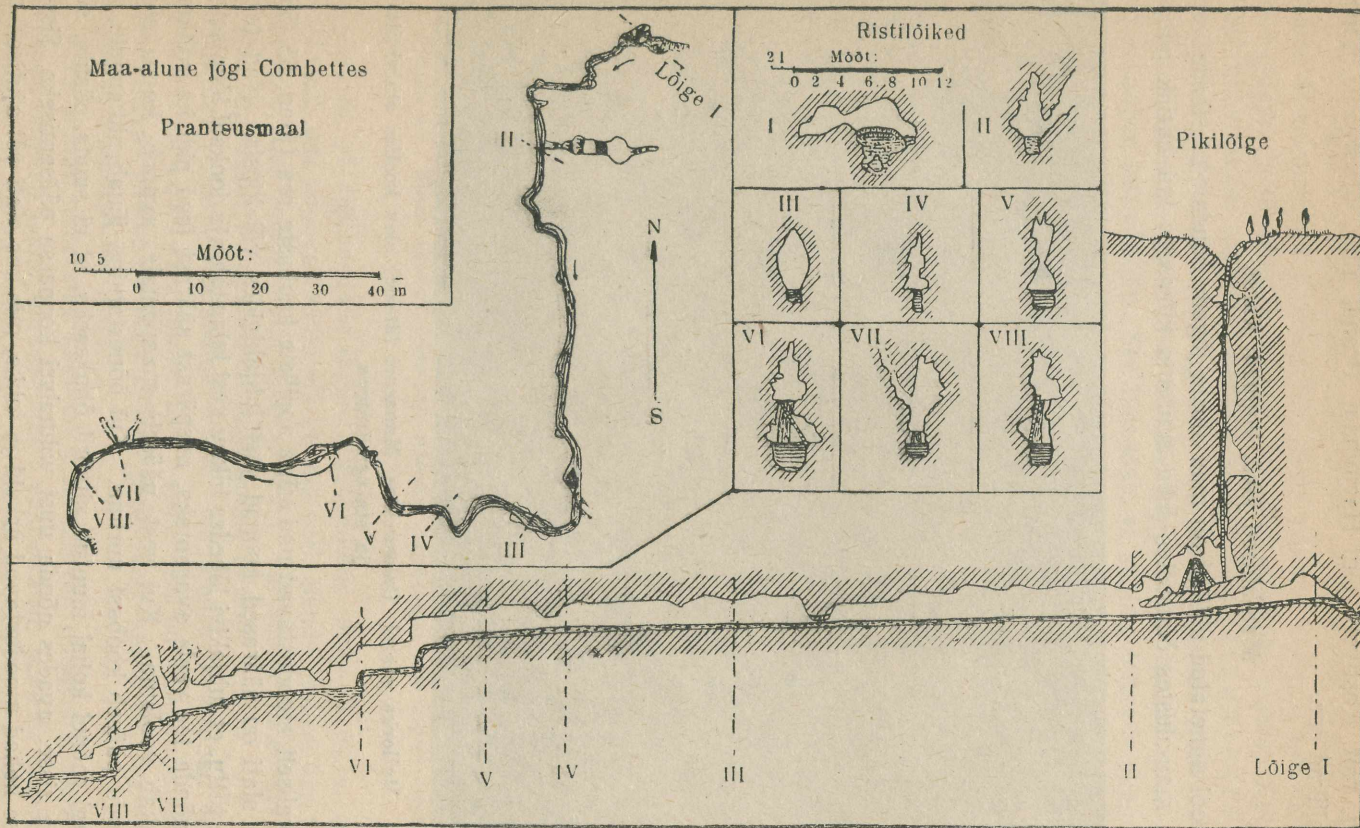 Maa-alune jõgi Combettes
Prantsusmaal
Mõõt:
10 5
0 10 20 30 40 m
Lõige I
II
N
S
III
IV
V
VI
VII
VIII
Ristilõiked
Mõõt:
2 1
0 2 4 6 8 10 12
I
II
III
IV
V
VI
VII
VIII
Pikilõige
VIII
VII
VI
V
IV
III
II
Lõige I